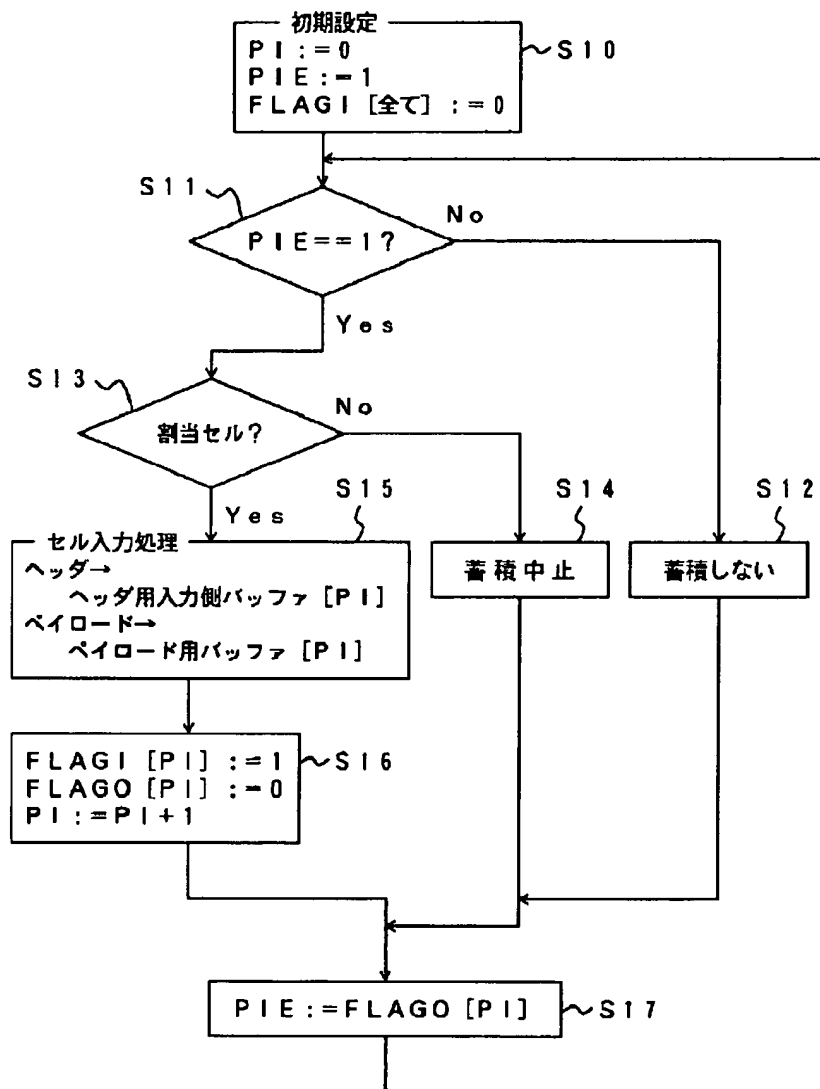 初期設定
PI:=0
PIE:=1
FLAGI[全て]:=0
S10
S11
PIE==1?
No
Yes
S13
割当セル?
No
Yes
S15
S14
S12
セル入力処理
ヘッダ→
ヘッダ用入力側バッファ[PI]
ペイロード→
ペイロード用バッファ[PI]
蓄積中止
蓄積しない
FLAGI[PI]:=1
FLAGO[PI]:=0
PI:=PI+1
S16
PIE:=FLAGO[PI]
S17